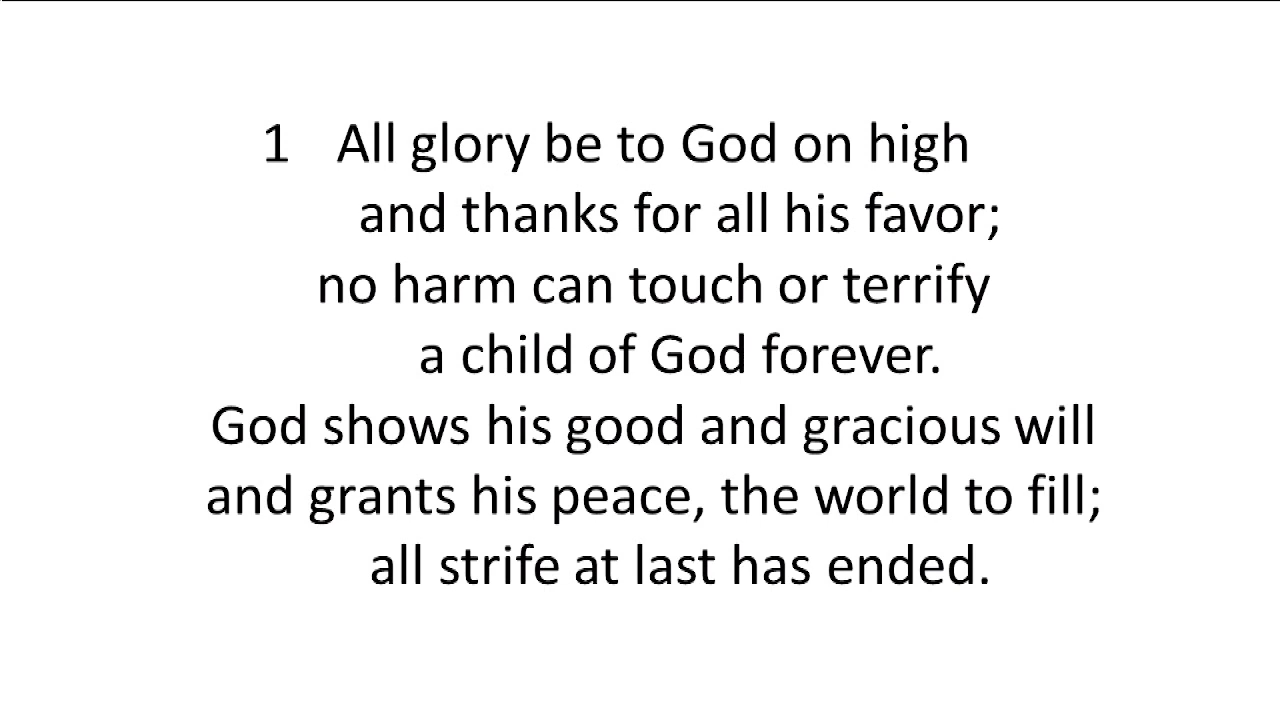 1 All glory be to God on high
and thanks for all his favor;
no harm can touch or terrify
a child of God forever.
God shows his good and gracious will
and grants his peace, the world to fill;
all strife at last has ended.